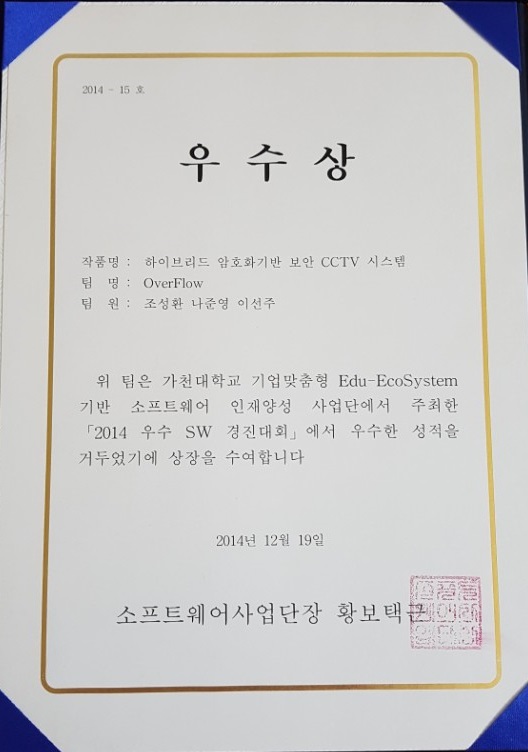 2014 - 15 호
우 수 상
작품명 : 하이브리드 암호화기반 보안 CCTV 시스템
팀 명 : OverFlow
팀 원 : 조성환 나준영 이선주
위 팀은 가천대학교 기업맞춤형 Edu-EcoSystem
기반 소프트웨어 인재양성 사업단에서 주최한
「2014 우수 SW 경진대회」에서 우수한 성적을
거두었기에 상장을 수여합니다
2014년 12월 19일
소프트웨어사업단장 황보택근